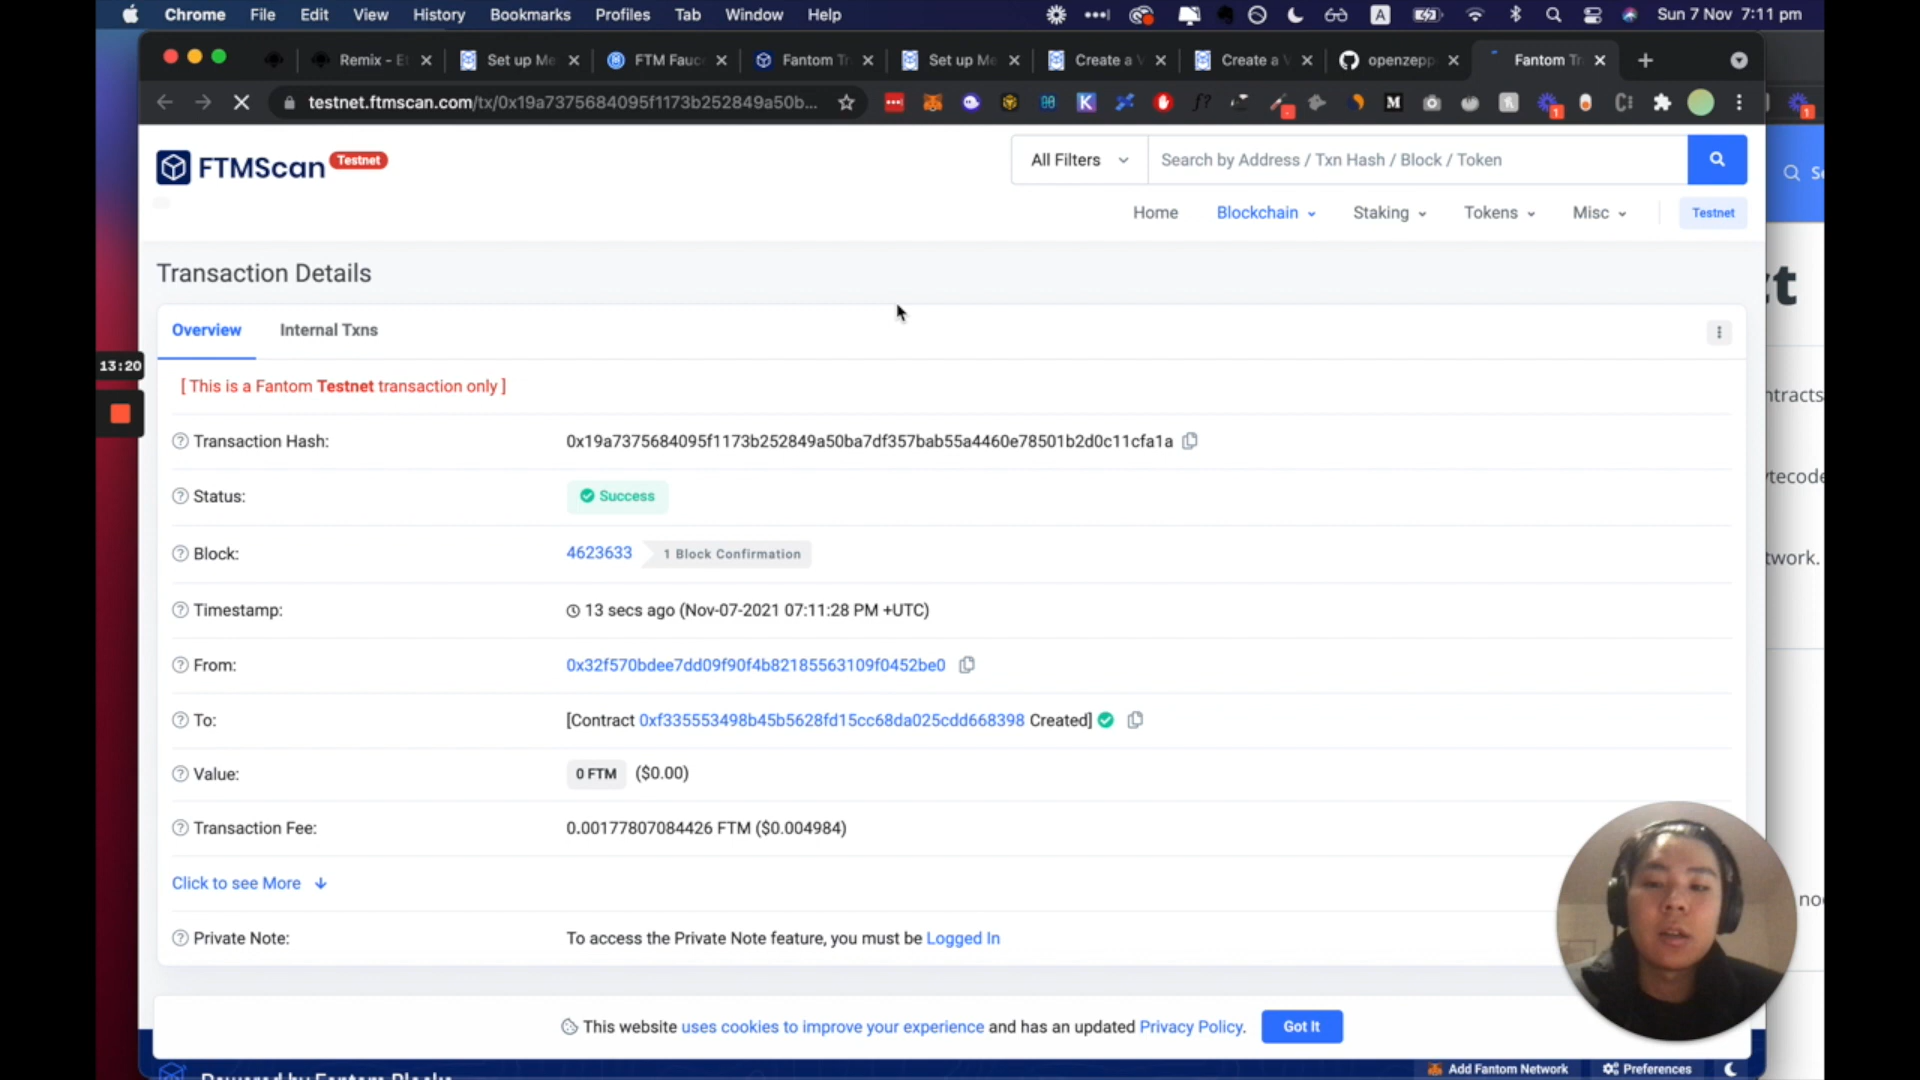 Chrome File Edit View History Bookmarks Profiles Tab Window Help Sun 7 Nov 7:11 pm
Remix - Et Set up Me FTM Fauc Fantom Tr Set up Me Create a V Create a V openzepp Fantom Tr
testnet.ftmscan.com/tx/0x19a7375684095f1173b252849a50b...
FTMScan Testnet
All Filters Search by Address / Txn Hash / Block / Token
Home Blockchain Staking Tokens Misc Testnet
Transaction Details
Overview Internal Txns
13:20
[ This is a Fantom Testnet transaction only ]
Transaction Hash: 0x19a7375684095f1173b252849a50ba7df357bab55a4460e78501b2d0c11cfa1a
Status: Success
Block: 4623633 1 Block Confirmation
Timestamp: 13 secs ago (Nov-07-2021 07:11:28 PM +UTC)
From: 0x32f570bdee7dd09f90f4b82185563109f0452be0
To: [Contract 0xf335553498b45b5628fd15cc68da025cdd668398 Created]
Value: 0 FTM ($0.00)
Transaction Fee: 0.00177807084426 FTM ($0.004984)
Click to see More
Private Note: To access the Private Note feature, you must be Logged In
This website uses cookies to improve your experience and has an updated Privacy Policy. Got It
Add Fantom Network Preferences